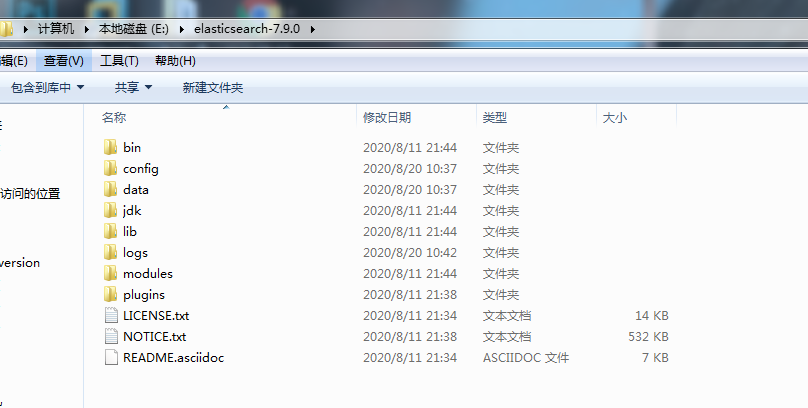 计算机 本地磁盘 (E:) elasticsearch-7.9.0
辑(E) 查看(V) 工具(T) 帮助(H)
包含到库中 共享 新建文件夹
名称 修改日期 类型 大小
bin 2020/8/11 21:44 文件夹
config 2020/8/20 10:37 文件夹
data 2020/8/20 10:37 文件夹
访问的位置
jdk 2020/8/11 21:44 文件夹
lib 2020/8/11 21:44 文件夹
logs 2020/8/20 10:42 文件夹
version
modules 2020/8/11 21:44 文件夹
plugins 2020/8/11 21:38 文件夹
LICENSE.txt 2020/8/11 21:34 文本文档 14 KB
NOTICE.txt 2020/8/11 21:38 文本文档 532 KB
README.asciidoc 2020/8/11 21:34 ASCIIDOC 文件 7 KB